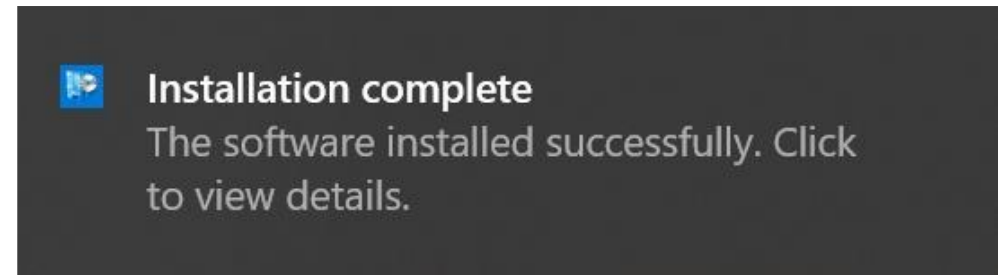 Installation complete
The software installed successfully. Click
to view details.